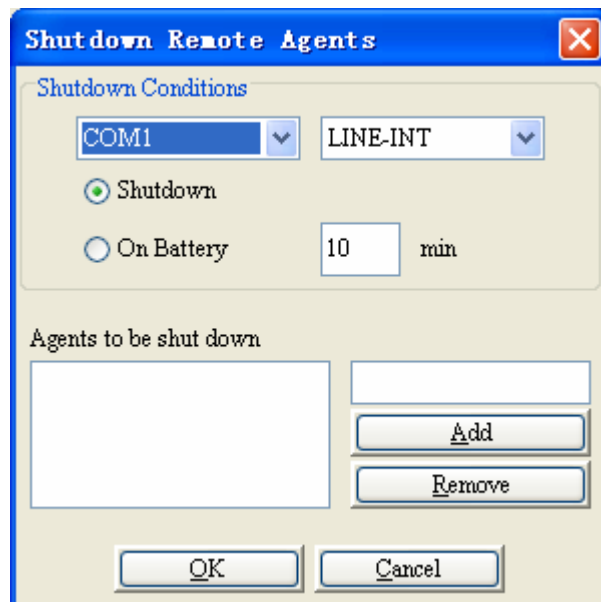 Shutdown Remote Agents
Shutdown Conditions
COM1 LINE-INT
Shutdown
On Battery 10 min
Agents to be shut down
Add
Remove
OK Cancel